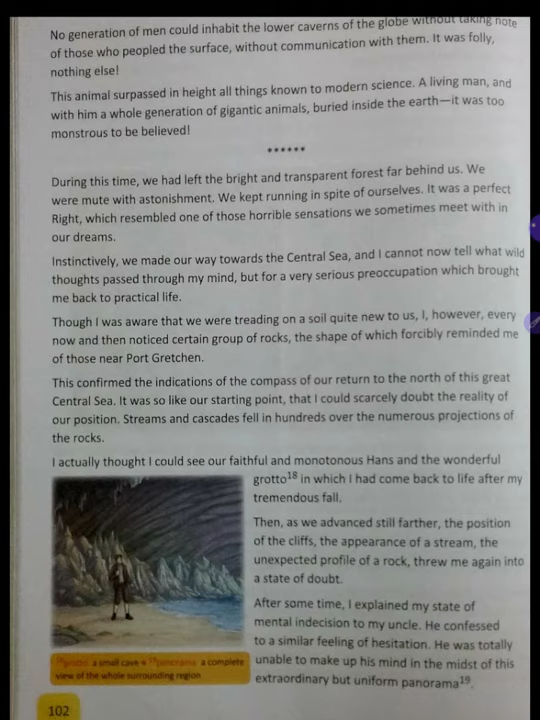 No generation of men could inhabit the lower caverns of the globe without taking note
of those who peopled the surface, without communication with them. It was folly,
nothing else!
This animal surpassed in height all things known to modern science. A living man, and
with him a whole generation of gigantic animals, buried inside the earth—it was too
monstrous to be believed!
******
During this time, we had left the bright and transparent forest far behind us. We
were mute with astonishment. We kept running in spite of ourselves. It was a perfect
Right, which resembled one of those horrible sensations we sometimes meet with in
our dreams.
Instinctively, we made our way towards the Central Sea, and I cannot now tell what wild
thoughts passed through my mind, but for a very serious preoccupation which brought
me back to practical life.
Though I was aware that we were treading on a soil quite new to us, I, however, every
now and then noticed certain group of rocks, the shape of which forcibly reminded me
of those near Port Gretchen.
This confirmed the indications of the compass of our return to the north of this great
Central Sea. It was so like our starting point, that I could scarcely doubt the reality of
our position. Streams and cascades fell in hundreds over the numerous projections of
the rocks.
I actually thought I could see our faithful and monotonous Hans and the wonderful
grotto¹⁸ in which I had come back to life after my
tremendous fall.
Then, as we advanced still farther, the position
of the cliffs, the appearance of a stream, the
unexpected profile of a rock, threw me again into
a state of doubt.
After some time, I explained my state of
mental indecision to my uncle. He confessed
to a similar feeling of hesitation. He was totally
unable to make up his mind in the midst of this
extraordinary but uniform panorama¹⁹.
¹⁸grotto a small cave • ¹⁹panorama a complete
view of the whole surrounding region
102